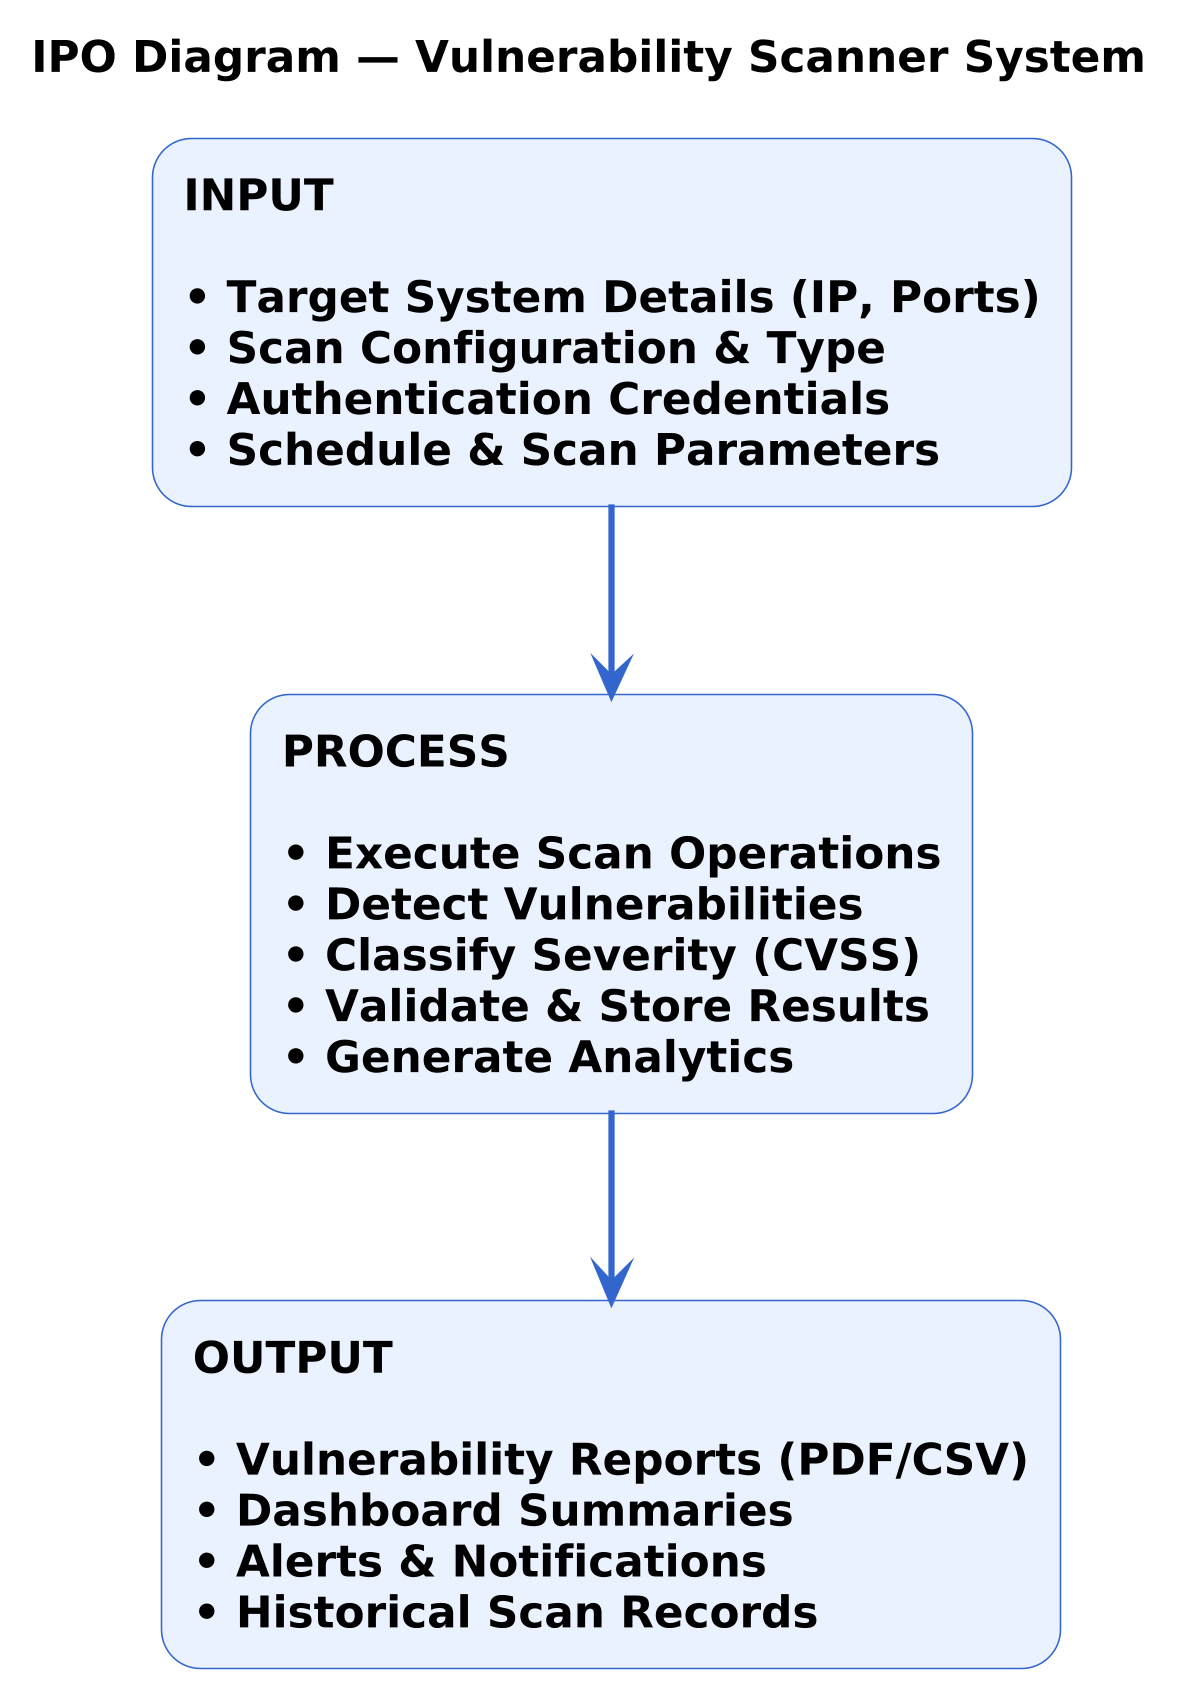 IPO Diagram — Vulnerability Scanner System
INPUT
• Target System Details (IP, Ports)
• Scan Configuration & Type
• Authentication Credentials
• Schedule & Scan Parameters
PROCESS
• Execute Scan Operations
• Detect Vulnerabilities
• Classify Severity (CVSS)
• Validate & Store Results
• Generate Analytics
OUTPUT
• Vulnerability Reports (PDF/CSV)
• Dashboard Summaries
• Alerts & Notifications
• Historical Scan Records